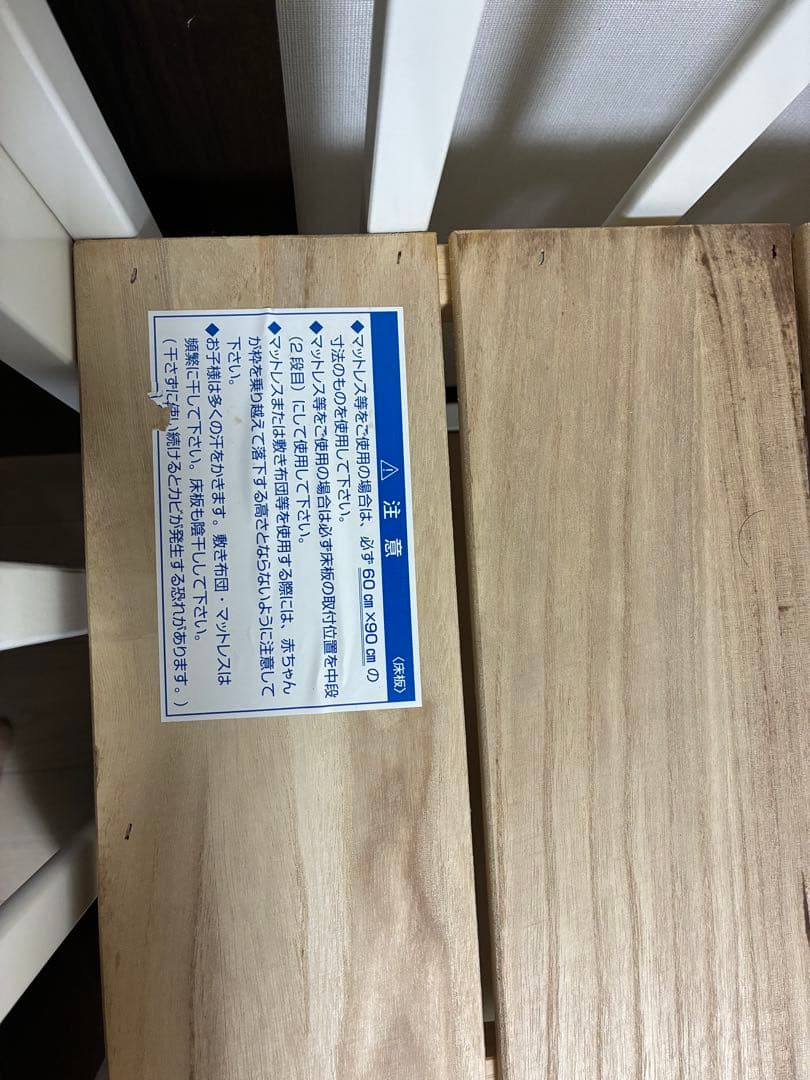 ⚠ 注 意 〈床板〉
◆マットレス等をご使用の場合は、必ず60㎝×90㎝の
寸法のものを使用して下さい。
◆マットレス等をご使用の場合は必ず床板の取付位置を中段
(2段目)にして使用して下さい。
◆マットレスまたは敷き布団等を使用する際には、赤ちゃん
が枠を乗り越えて落下する高さとならないように注意して
下さい。
◆お子様は多くの汗をかきます。敷き布団・マットレスは
頻繁に干して下さい。床板も陰干しして下さい。
(干さずに使い続けるとカビが発生する恐れがあります。)